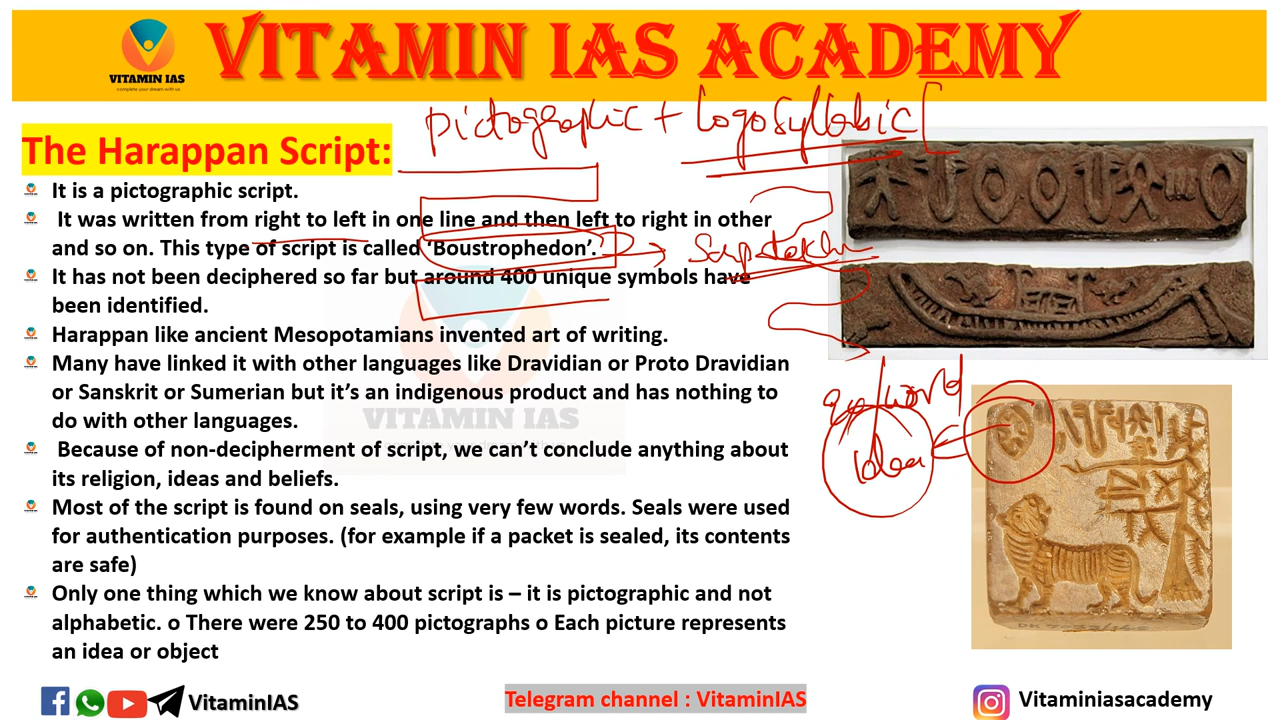 VITAMIN IAS ACADEMY
VITAMIN IAS
complete your dream with us
pictographic + logosyllabic
The Harappan Script:
It is a pictographic script.
It was written from right to left in one line and then left to right in other
and so on. This type of script is called ‘Boustrophedon’.
It has not been deciphered so far but around 400 unique symbols have
been identified.
Harappan like ancient Mesopotamians invented art of writing.
Many have linked it with other languages like Dravidian or Proto Dravidian
or Sanskrit or Sumerian but it’s an indigenous product and has nothing to
do with other languages.
Because of non-decipherment of script, we can’t conclude anything about
its religion, ideas and beliefs.
Most of the script is found on seals, using very few words. Seals were used
for authentication purposes. (for example if a packet is sealed, its contents
are safe)
Only one thing which we know about script is – it is pictographic and not
alphabetic. o There were 250 to 400 pictographs o Each picture represents
an idea or object
word
idea
VITAMIN IAS
VitaminIAS
Telegram channel : VitaminIAS
Vitaminiasacademy